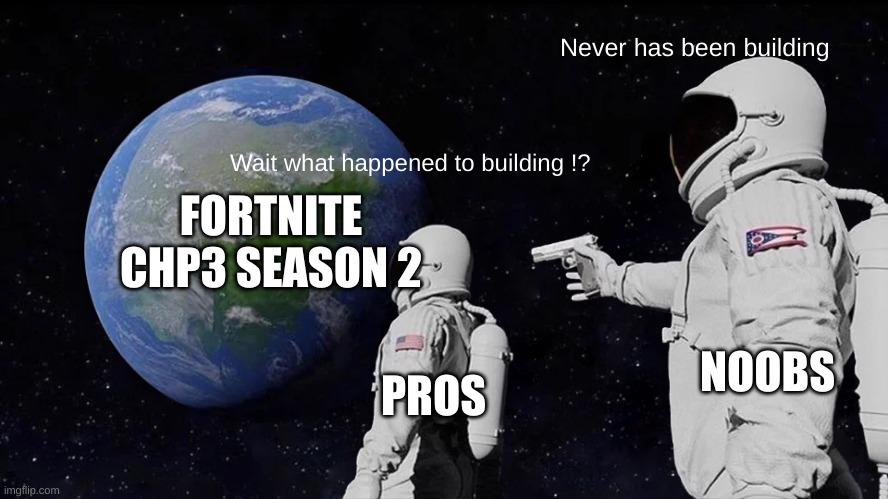 Never has been building
Wait what happened to building !?
FORTNITE
CHP3 SEASON 2
PROS
NOOBS
imgflip.com